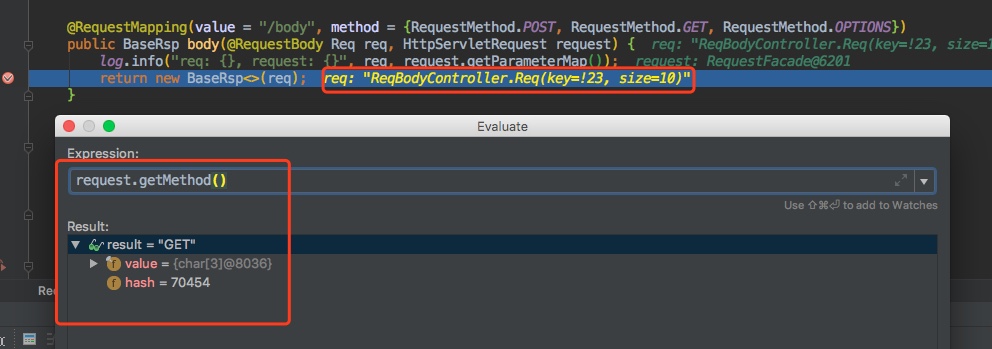 @RequestMapping(value = "/body", method = {RequestMethod.POST, RequestMethod.GET, RequestMethod.OPTIONS})
public BaseRsp body(@RequestBody Req req, HttpServletRequest request) { req: "ReqBodyController.Req(key=!23, size=1
log.info("req: {}, request: {}", req, request.getParameterMap()); request: RequestFacade@6201
return new BaseRsp<>(req); req: "ReqBodyController.Req(key=!23, size=10)"
}
Evaluate
Expression:
request.getMethod()
Use ⇧⌘⏎ to add to Watches
Result:
result = "GET"
f value = {char[3]@8036}
f hash = 70454
Re